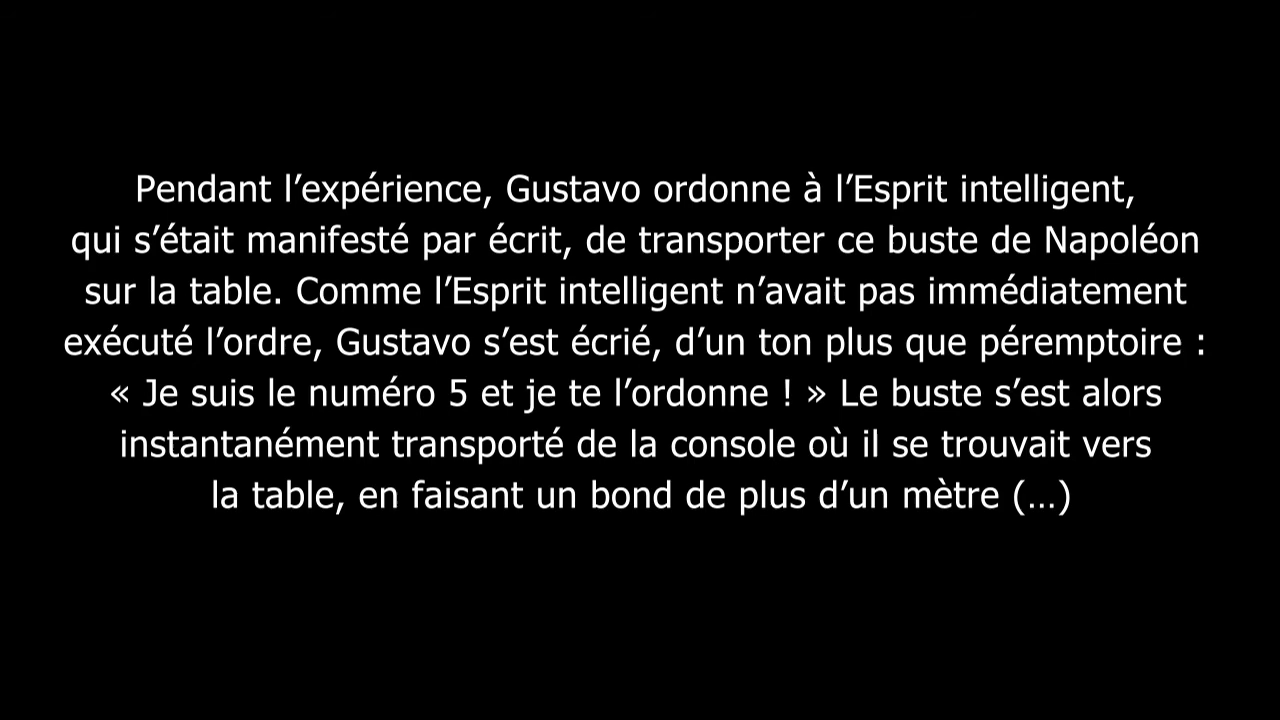 Pendant l’expérience, Gustavo ordonne à l’Esprit intelligent,
qui s’était manifesté par écrit, de transporter ce buste de Napoléon
sur la table. Comme l’Esprit intelligent n’avait pas immédiatement
exécuté l’ordre, Gustavo s’est écrié, d’un ton plus que péremptoire :
« Je suis le numéro 5 et je te l’ordonne ! » Le buste s’est alors
instantanément transporté de la console où il se trouvait vers
la table, en faisant un bond de plus d’un mètre (…)